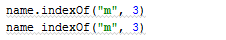 name.indexOf("m", 3)
name indexOf("m", 3)